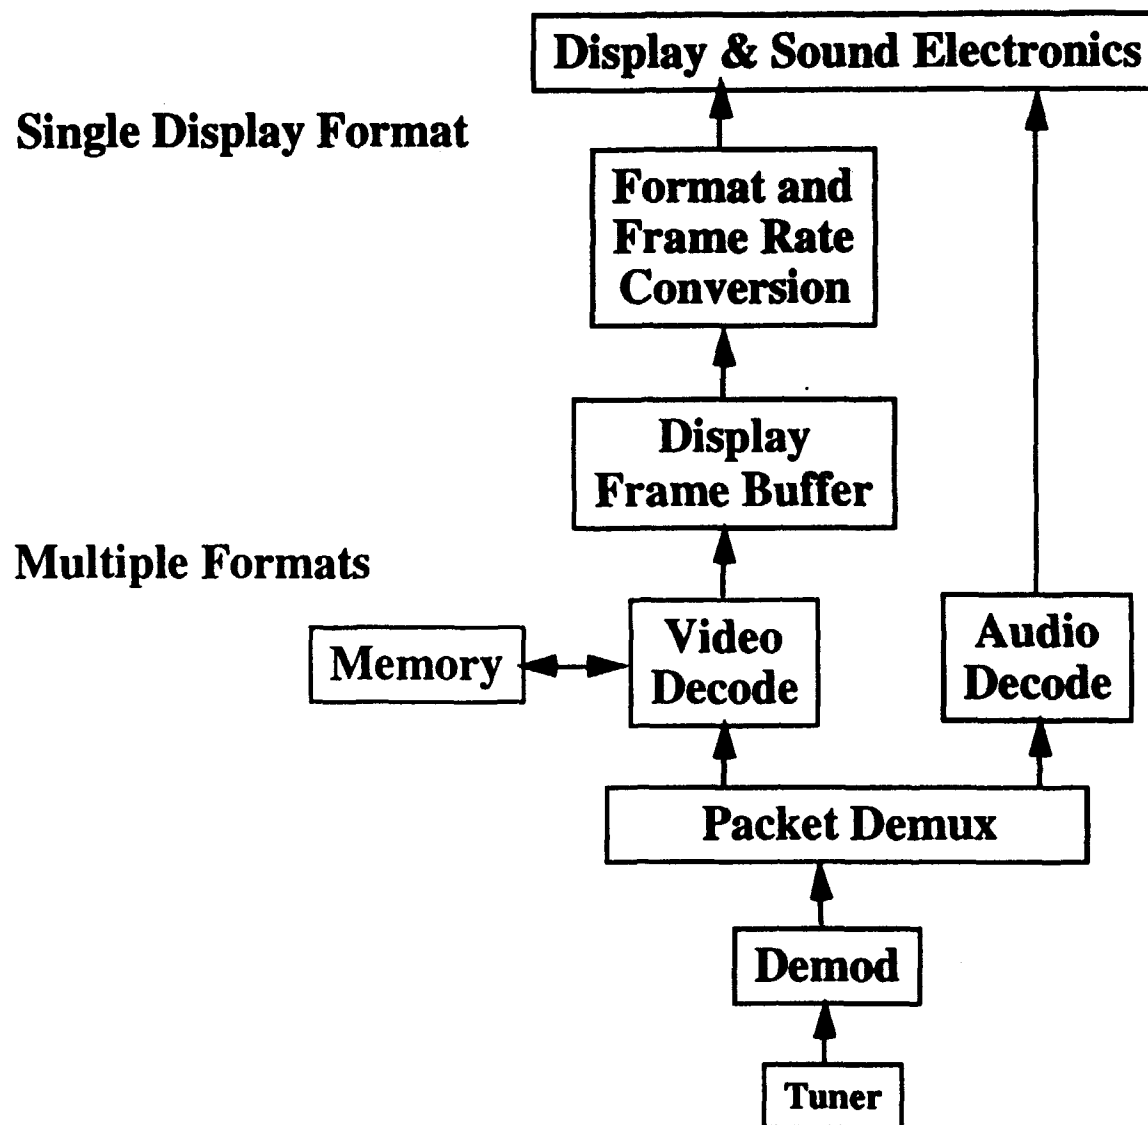 Display & Sound Electronics
Single Display Format
Format and
Frame Rate
Conversion
Display
Frame Buffer
Multiple Formats
Memory
Video
Decode
Audio
Decode
Packet Demux
Demod
Tuner